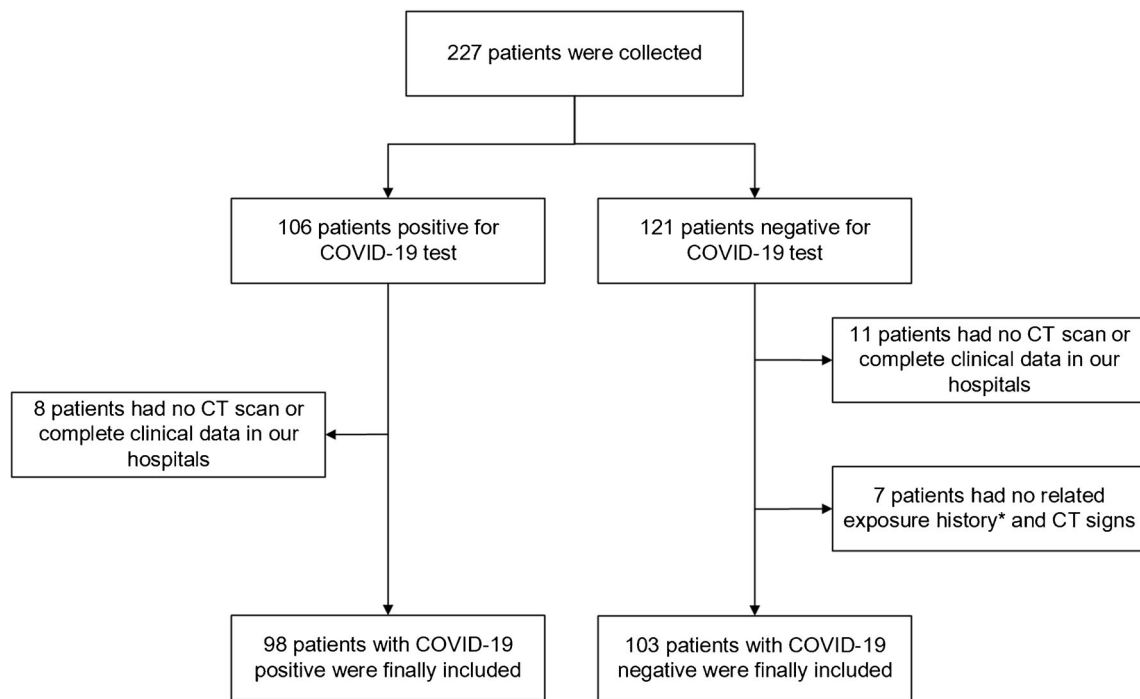 227 patients were collected
106 patients positive for
COVID-19 test
121 patients negative for
COVID-19 test
11 patients had no CT scan or
complete clinical data in our
hospitals
8 patients had no CT scan or
complete clinical data in our
hospitals
7 patients had no related
exposure history* and CT signs
98 patients with COVID-19
positive were finally included
103 patients with COVID-19
negative were finally included